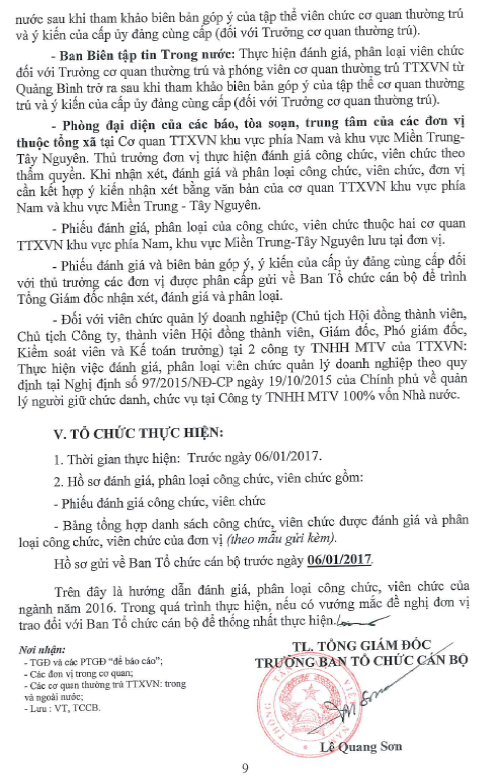 nước sau khi tham khảo biên bản góp ý của tập thể viên chức cơ quan thường trú
và ý kiến của cấp ủy đảng cùng cấp (đối với Trưởng cơ quan thường trú).
- Ban Biên tập tin Trong nước: Thực hiện đánh giá, phân loại viên chức
đối với Trưởng cơ quan thường trú và phóng viên cơ quan thường trú TTXVN từ
Quảng Bình trở ra sau khi tham khảo biên bản góp ý của tập thể cơ quan thường
trú và ý kiến của cấp ủy đảng cùng cấp (đối với Trưởng cơ quan thường trú).
- Phòng đại diện của các báo, tòa soạn, trung tâm của các đơn vị
thuộc tổng xã tại Cơ quan TTXVN khu vực phía Nam và khu vực Miền Trung-
Tây Nguyên. Thủ trưởng đơn vị thực hiện đánh giá công chức, viên chức theo
thẩm quyền. Khi nhận xét, đánh giá và phân loại công chức, viên chức, đơn vị
cần kết hợp ý kiến nhận xét bằng văn bản của cơ quan TTXVN khu vực phía
Nam và khu vực Miền Trung - Tây Nguyên.
- Phiếu đánh giá, phân loại của công chức, viên chức thuộc hai cơ quan
TTXVN khu vực phía Nam, khu vực Miền Trung-Tây Nguyên lưu tại đơn vị.
- Phiếu đánh giá và biên bản góp ý, ý kiến của cấp ủy đảng cùng cấp đối
với thủ trưởng các đơn vị được phân cấp gửi về Ban Tổ chức cán bộ để trình
Tổng Giám đốc nhận xét, đánh giá và phân loại.
- Đối với viên chức quản lý doanh nghiệp (Chủ tịch Hội đồng thành viên,
Chủ tịch Công ty, thành viên Hội đồng thành viên, Giám đốc, Phó giám đốc,
Kiểm soát viên và Kế toán trưởng) tại 2 công ty TNHH MTV của TTXVN:
Thực hiện việc đánh giá, phân loại viên chức quản lý doanh nghiệp theo quy
định tại Nghị định số 97/2015/NĐ-CP ngày 19/10/2015 của Chính phủ về quản
lý người giữ chức danh, chức vụ tại Công ty TNHH MTV 100% vốn Nhà nước.
V. TỔ CHỨC THỰC HIỆN:
1. Thời gian thực hiện: Trước ngày 06/01/2017.
2. Hồ sơ đánh giá, phân loại công chức, viên chức gồm:
- Phiếu đánh giá công chức, viên chức
- Bảng tổng hợp danh sách công chức, viên chức được đánh giá và phân
loại công chức, viên chức của đơn vị (theo mẫu gửi kèm).
Hồ sơ gửi về Ban Tổ chức cán bộ trước ngày 06/01/2017.
Trên đây là hướng dẫn đánh giá, phân loại công chức, viên chức của
ngành năm 2016. Trong quá trình thực hiện, nếu có vướng mắc đề nghị đơn vị
trao đổi với Ban Tổ chức cán bộ để thống nhất thực hiện.
Nơi nhận:
- TGĐ và các PTGĐ "để báo cáo";
- Các đơn vị trong cơ quan;
- Các cơ quan thường trú TTXVN: trong
và ngoài nước;
- Lưu : VT, TCCB.
TL. TỔNG GIÁM ĐỐC
TRƯỞNG BAN TỔ CHỨC CÁN BỘ
Lê Quang Sơn
9